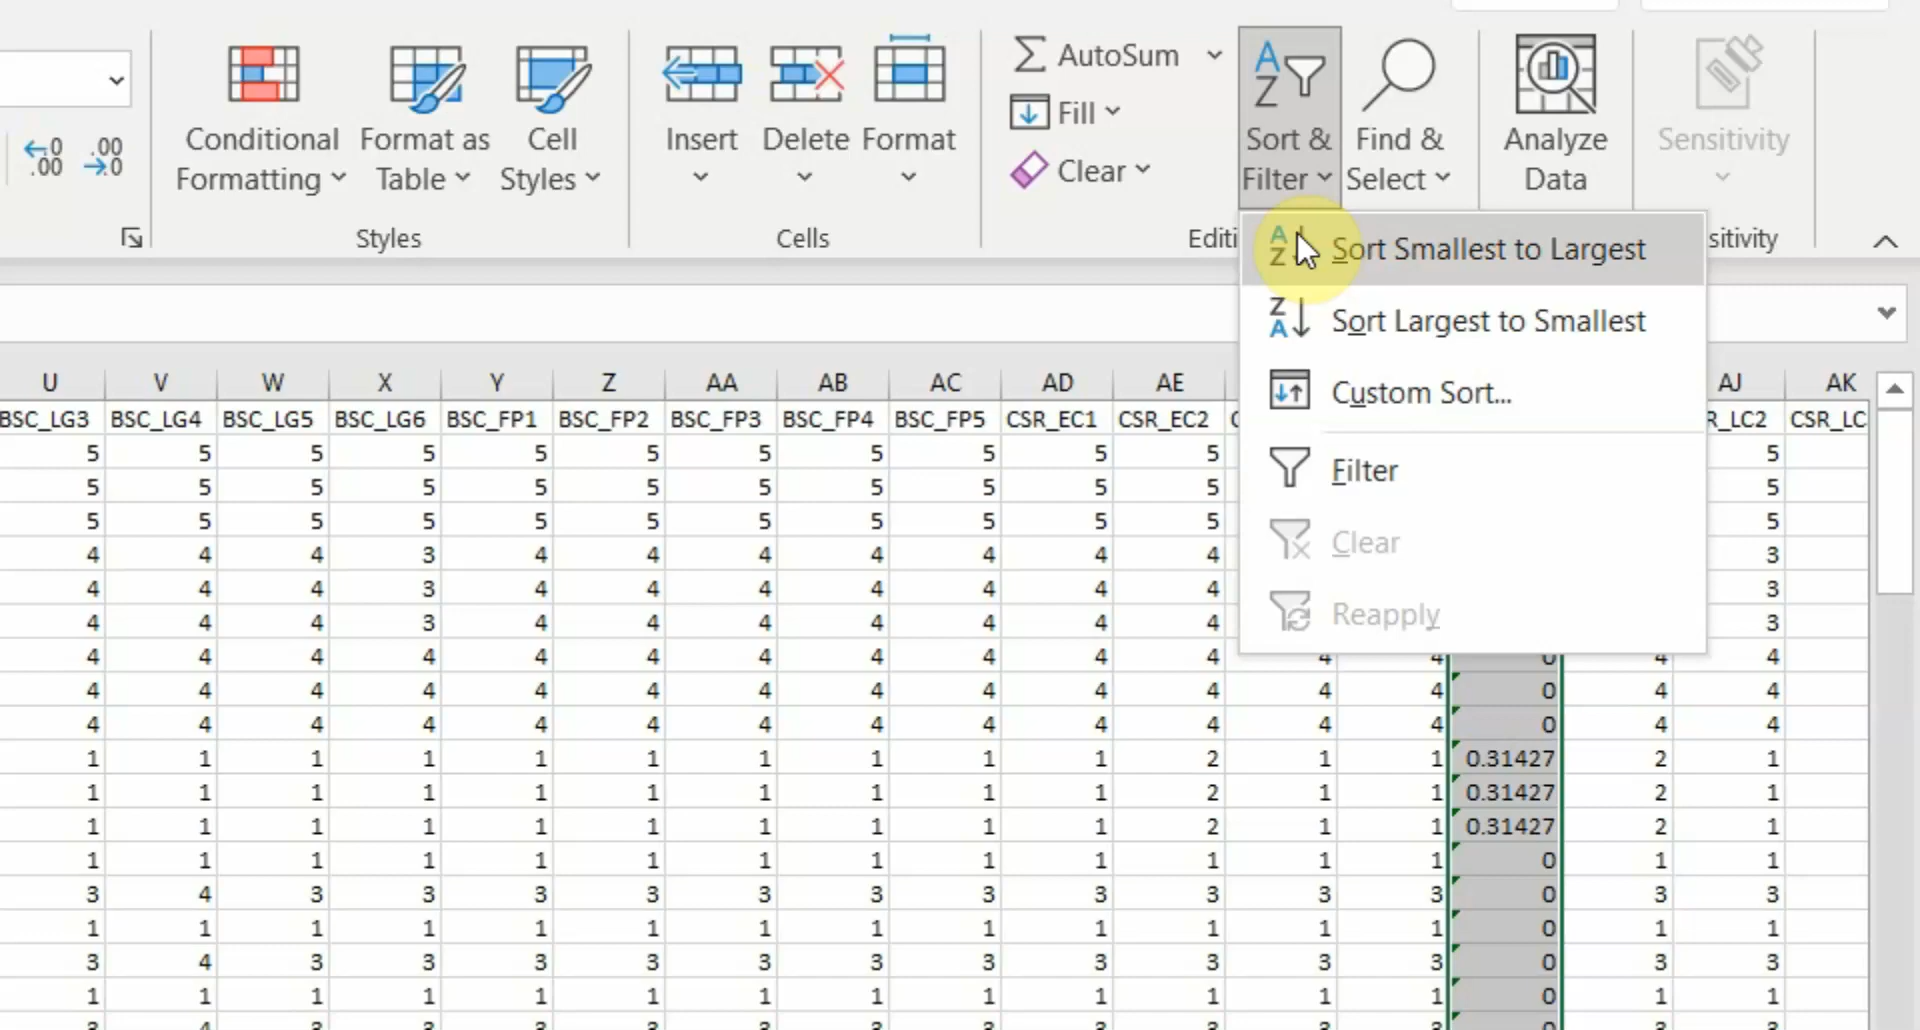 AutoSum
Fill
Clear
Conditional Formatting
Format as Table
Cell Styles
Insert
Delete
Format
Sort & Filter
Find & Select
Analyze Data
Sensitivity
Styles
Cells
Editi
sitivity
Sort Smallest to Largest
Sort Largest to Smallest
Custom Sort...
Filter
Clear
Reapply
U V W X Y Z AA AB AC AD AE AJ AK
BSC_LG3 BSC_LG4 BSC_LG5 BSC_LG6 BSC_FP1 BSC_FP2 BSC_FP3 BSC_FP4 BSC_FP5 CSR_EC1 CSR_EC2 R_LC2 CSR_LC
5 5 5 5 5 5 5 5 5 5 5 5
5 5 5 5 5 5 5 5 5 5 5 5
5 5 5 5 5 5 5 5 5 5 5 5
4 4 4 3 4 4 4 4 4 4 4 3
4 4 4 3 4 4 4 4 4 4 4 3
4 4 4 3 4 4 4 4 4 4 4 3
4 4 4 4 4 4 4 4 4 4 4 4 4 0 4 4
4 4 4 4 4 4 4 4 4 4 4 4 4 0 4 4
4 4 4 4 4 4 4 4 4 4 4 4 4 0 4 4
1 1 1 1 1 1 1 1 1 1 2 1 1 0.31427 2 1
1 1 1 1 1 1 1 1 1 1 2 1 1 0.31427 2 1
1 1 1 1 1 1 1 1 1 1 2 1 1 0.31427 2 1
1 1 1 1 1 1 1 1 1 1 1 1 1 0 1 1
3 4 3 3 3 3 3 3 3 3 3 3 3 0 3 3
1 1 1 1 1 1 1 1 1 1 1 1 1 0 1 1
3 4 3 3 3 3 3 3 3 3 3 3 3 0 3 3
1 1 1 1 1 1 1 1 1 1 1 1 1 0 1 1